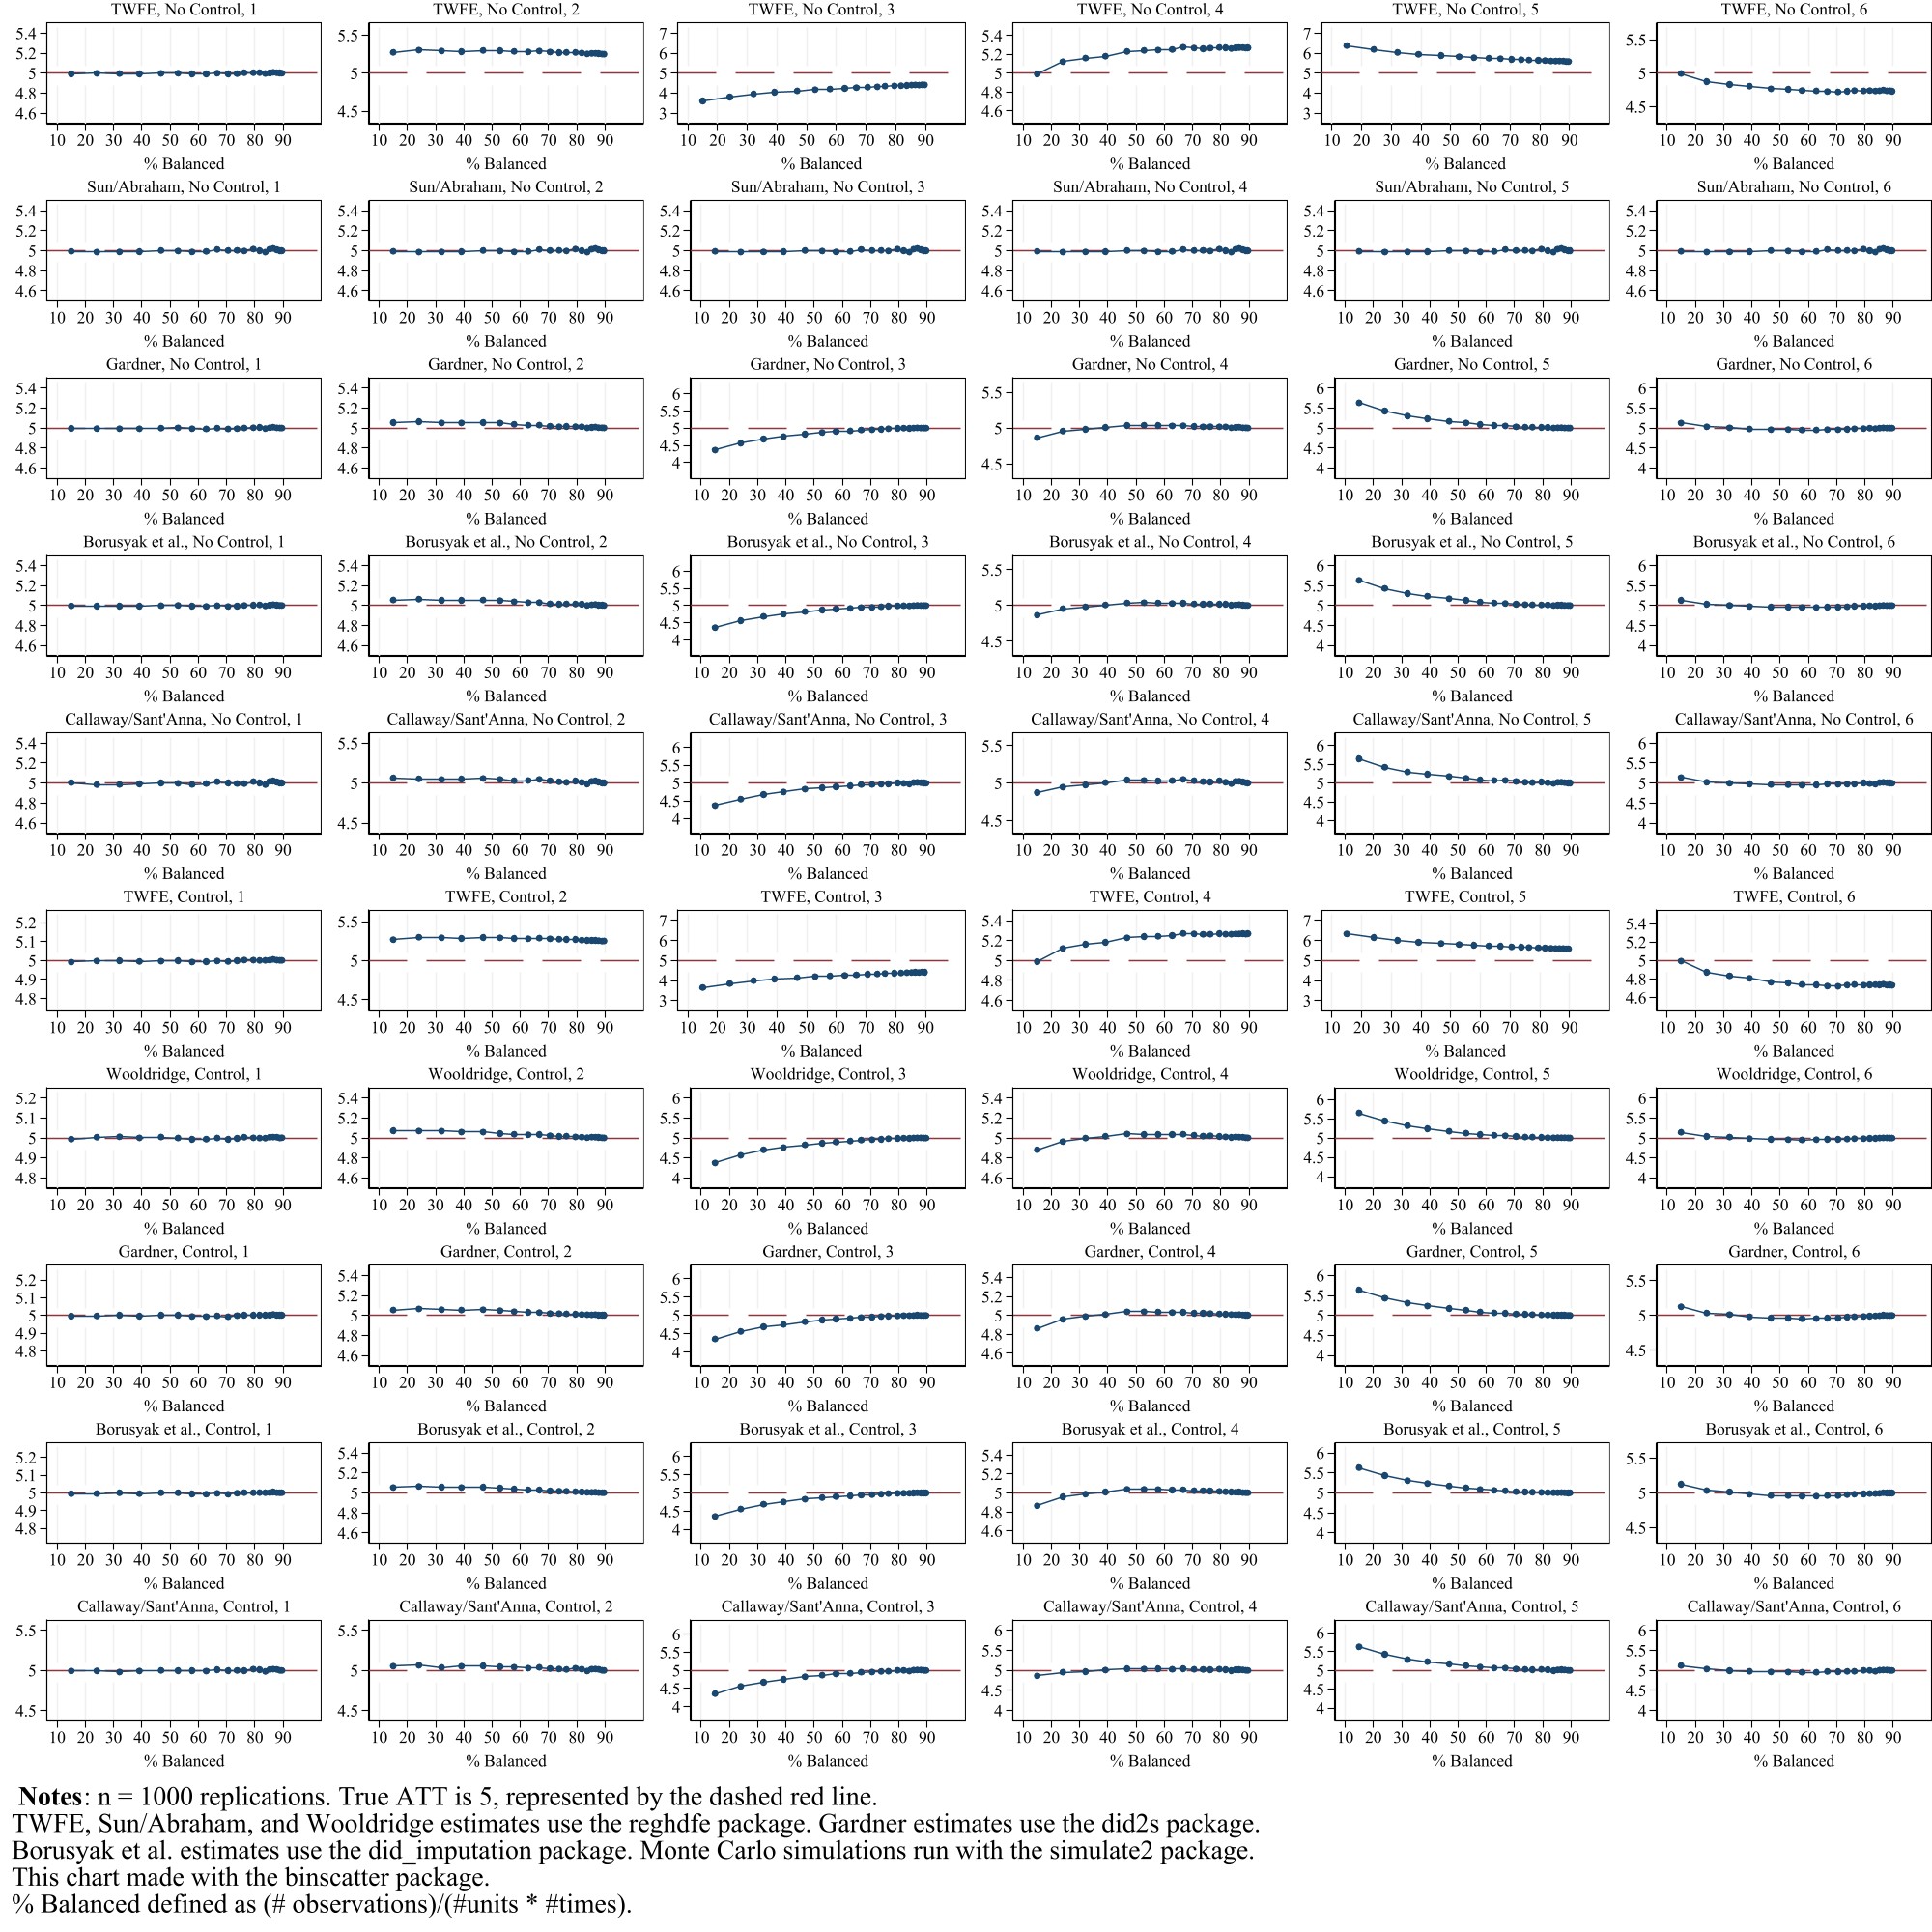 TWFE, No Control, 1 TWFE, No Control, 2 TWFE, No Control, 3 TWFE, No Control, 4 TWFE, No Control, 5 TWFE, No Control, 6
5.4 5.5 7 5.4 7 5.5
5.2 6 5.2 6
5 5 5 5 5 5
4.8 4 4.8 4
4.6 4.5 3 4.6 3 4.5
10 20 30 40 50 60 70 80 90 10 20 30 40 50 60 70 80 90 10 20 30 40 50 60 70 80 90 10 20 30 40 50 60 70 80 90 10 20 30 40 50 60 70 80 90 10 20 30 40 50 60 70 80 90
% Balanced % Balanced % Balanced % Balanced % Balanced % Balanced
Sun/Abraham, No Control, 1 Sun/Abraham, No Control, 2 Sun/Abraham, No Control, 3 Sun/Abraham, No Control, 4 Sun/Abraham, No Control, 5 Sun/Abraham, No Control, 6
5.4 5.4 5.4 5.4 5.4 5.4
5.2 5.2 5.2 5.2 5.2 5.2
5 5 5 5 5 5
4.8 4.8 4.8 4.8 4.8 4.8
4.6 4.6 4.6 4.6 4.6 4.6
10 20 30 40 50 60 70 80 90 10 20 30 40 50 60 70 80 90 10 20 30 40 50 60 70 80 90 10 20 30 40 50 60 70 80 90 10 20 30 40 50 60 70 80 90 10 20 30 40 50 60 70 80 90
% Balanced % Balanced % Balanced % Balanced % Balanced % Balanced
Gardner, No Control, 1 Gardner, No Control, 2 Gardner, No Control, 3 Gardner, No Control, 4 Gardner, No Control, 5 Gardner, No Control, 6
5.4 5.4 6 5.5 6 6
5.2 5.2 5.5 5.5 5.5
5 5 5 5 5 5
4.8 4.8 4.5 4.5 4.5
4.6 4.6 4 4.5 4 4
10 20 30 40 50 60 70 80 90 10 20 30 40 50 60 70 80 90 10 20 30 40 50 60 70 80 90 10 20 30 40 50 60 70 80 90 10 20 30 40 50 60 70 80 90 10 20 30 40 50 60 70 80 90
% Balanced % Balanced % Balanced % Balanced % Balanced % Balanced
Borusyak et al., No Control, 1 Borusyak et al., No Control, 2 Borusyak et al., No Control, 3 Borusyak et al., No Control, 4 Borusyak et al., No Control, 5 Borusyak et al., No Control, 6
5.4 5.4 6 5.5 6 6
5.2 5.2 5.5 5.5 5.5
5 5 5 5 5 5
4.8 4.8 4.5 4.5 4.5
4.6 4.6 4 4.5 4 4
10 20 30 40 50 60 70 80 90 10 20 30 40 50 60 70 80 90 10 20 30 40 50 60 70 80 90 10 20 30 40 50 60 70 80 90 10 20 30 40 50 60 70 80 90 10 20 30 40 50 60 70 80 90
% Balanced % Balanced % Balanced % Balanced % Balanced % Balanced
Callaway/Sant'Anna, No Control, 1 Callaway/Sant'Anna, No Control, 2 Callaway/Sant'Anna, No Control, 3 Callaway/Sant'Anna, No Control, 4 Callaway/Sant'Anna, No Control, 5 Callaway/Sant'Anna, No Control, 6
5.4 5.5 6 5.5 6 6
5.2 5.5 5.5 5.5
5 5 5 5 5 5
4.8 4.5 4.5 4.5
4.6 4.5 4 4.5 4 4
10 20 30 40 50 60 70 80 90 10 20 30 40 50 60 70 80 90 10 20 30 40 50 60 70 80 90 10 20 30 40 50 60 70 80 90 10 20 30 40 50 60 70 80 90 10 20 30 40 50 60 70 80 90
% Balanced % Balanced % Balanced % Balanced % Balanced % Balanced
TWFE, Control, 1 TWFE, Control, 2 TWFE, Control, 3 TWFE, Control, 4 TWFE, Control, 5 TWFE, Control, 6
5.2 5.5 7 5.4 7 5.4
5.1 6 5.2 6 5.2
5 5 5 5 5 5
4.9 4 4.8 4 4.8
4.8 4.5 3 4.6 3 4.6
10 20 30 40 50 60 70 80 90 10 20 30 40 50 60 70 80 90 10 20 30 40 50 60 70 80 90 10 20 30 40 50 60 70 80 90 10 20 30 40 50 60 70 80 90 10 20 30 40 50 60 70 80 90
% Balanced % Balanced % Balanced % Balanced % Balanced % Balanced
Wooldridge, Control, 1 Wooldridge, Control, 2 Wooldridge, Control, 3 Wooldridge, Control, 4 Wooldridge, Control, 5 Wooldridge, Control, 6
5.2 5.4 6 5.4 6 6
5.1 5.2 5.5 5.2 5.5 5.5
5 5 5 5 5 5
4.9 4.8 4.5 4.8 4.5 4.5
4.8 4.6 4 4.6 4 4
10 20 30 40 50 60 70 80 90 10 20 30 40 50 60 70 80 90 10 20 30 40 50 60 70 80 90 10 20 30 40 50 60 70 80 90 10 20 30 40 50 60 70 80 90 10 20 30 40 50 60 70 80 90
% Balanced % Balanced % Balanced % Balanced % Balanced % Balanced
Gardner, Control, 1 Gardner, Control, 2 Gardner, Control, 3 Gardner, Control, 4 Gardner, Control, 5 Gardner, Control, 6
5.2 5.4 6 5.4 6 5.5
5.1 5.2 5.5 5.2 5.5
5 5 5 5 5 5
4.9 4.8 4.5 4.8 4.5
4.8 4.6 4 4.6 4 4.5
10 20 30 40 50 60 70 80 90 10 20 30 40 50 60 70 80 90 10 20 30 40 50 60 70 80 90 10 20 30 40 50 60 70 80 90 10 20 30 40 50 60 70 80 90 10 20 30 40 50 60 70 80 90
% Balanced % Balanced % Balanced % Balanced % Balanced % Balanced
Borusyak et al., Control, 1 Borusyak et al., Control, 2 Borusyak et al., Control, 3 Borusyak et al., Control, 4 Borusyak et al., Control, 5 Borusyak et al., Control, 6
5.2 5.4 6 5.4 6 5.5
5.1 5.2 5.5 5.2 5.5
5 5 5 5 5 5
4.9 4.8 4.5 4.8 4.5
4.8 4.6 4 4.6 4 4.5
10 20 30 40 50 60 70 80 90 10 20 30 40 50 60 70 80 90 10 20 30 40 50 60 70 80 90 10 20 30 40 50 60 70 80 90 10 20 30 40 50 60 70 80 90 10 20 30 40 50 60 70 80 90
% Balanced % Balanced % Balanced % Balanced % Balanced % Balanced
Callaway/Sant'Anna, Control, 1 Callaway/Sant'Anna, Control, 2 Callaway/Sant'Anna, Control, 3 Callaway/Sant'Anna, Control, 4 Callaway/Sant'Anna, Control, 5 Callaway/Sant'Anna, Control, 6
5.5 5.5 6 6 6 6
5.5 5.5 5.5 5.5
5 5 5 5 5 5
4.5 4.5 4.5 4.5
4.5 4.5 4 4 4 4
10 20 30 40 50 60 70 80 90 10 20 30 40 50 60 70 80 90 10 20 30 40 50 60 70 80 90 10 20 30 40 50 60 70 80 90 10 20 30 40 50 60 70 80 90 10 20 30 40 50 60 70 80 90
% Balanced % Balanced % Balanced % Balanced % Balanced % Balanced
Notes: n = 1000 replications. True ATT is 5, represented by the dashed red line.
TWFE, Sun/Abraham, and Wooldridge estimates use the reghdfe package. Gardner estimates use the did2s package.
Borusyak et al. estimates use the did_imputation package. Monte Carlo simulations run with the simulate2 package.
This chart made with the binscatter package.
% Balanced defined as (# observations)/(#units * #times).